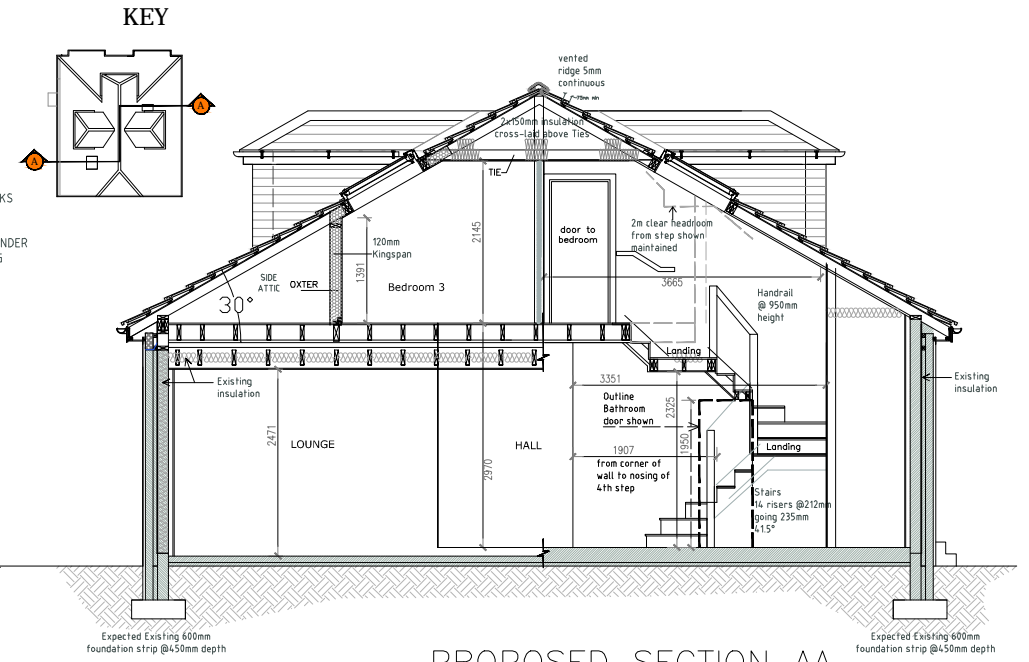 KEY
A
A
KS
NDER
G
vented
ridge 5mm
continuous
75mm min
2x150mm insulation
cross-laid above Ties
TIE
door to
bedroom
2m clear headroom
from step shown
maintained
120mm
Kingspan
2145
1391
SIDE
ATTIC
OXTER
Bedroom 3
30°
3665
Handrail
@ 950mm
height
Landing
Existing
insulation
3351
Existing
insulation
Outline
Bathroom
door shown
2325
1950
2471
LOUNGE
HALL
2970
1907
from corner of
wall to nosing of
4th step
Landing
Stairs
14 risers @212mm
going 235mm
41.5°
Expected Existing 600mm
foundation strip @450mm depth
Expected Existing 600mm
foundation strip @450mm depth
PROPOSED SECTION AA